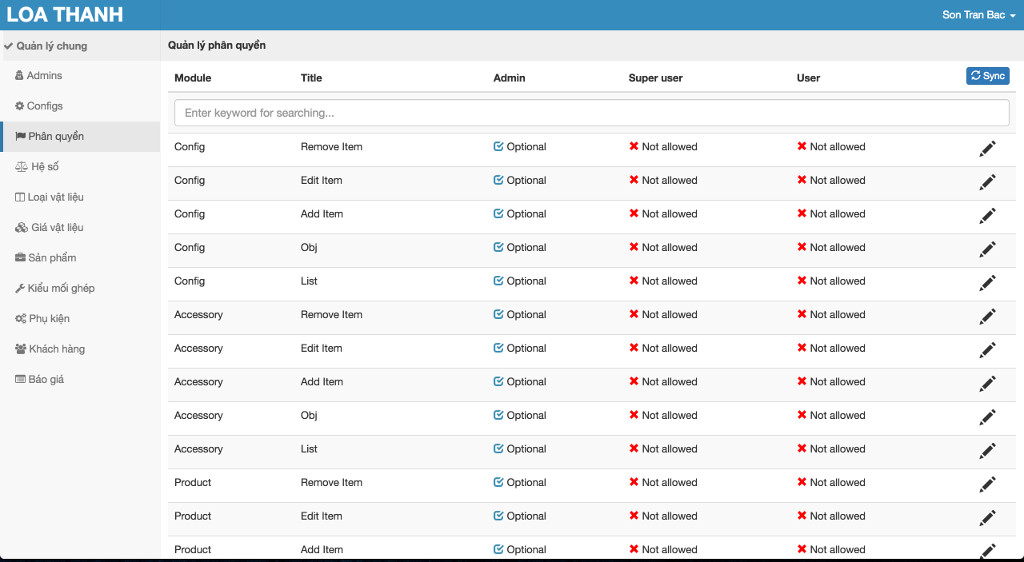 LOA THANH
Son Tran Bac
Quản lý chung
Admins
Configs
Phân quyền
Hệ số
Loại vật liệu
Giá vật liệu
Sản phẩm
Kiểu mối ghép
Phụ kiện
Khách hàng
Báo giá
Quản lý phân quyền
Module Title Admin Super user User Sync
Enter keyword for searching...
Config Remove Item Optional Not allowed Not allowed
Config Edit Item Optional Not allowed Not allowed
Config Add Item Optional Not allowed Not allowed
Config Obj Optional Not allowed Not allowed
Config List Optional Not allowed Not allowed
Accessory Remove Item Optional Not allowed Not allowed
Accessory Edit Item Optional Not allowed Not allowed
Accessory Add Item Optional Not allowed Not allowed
Accessory Obj Optional Not allowed Not allowed
Accessory List Optional Not allowed Not allowed
Product Remove Item Optional Not allowed Not allowed
Product Edit Item Optional Not allowed Not allowed
Product Add Item Optional Not allowed Not allowed